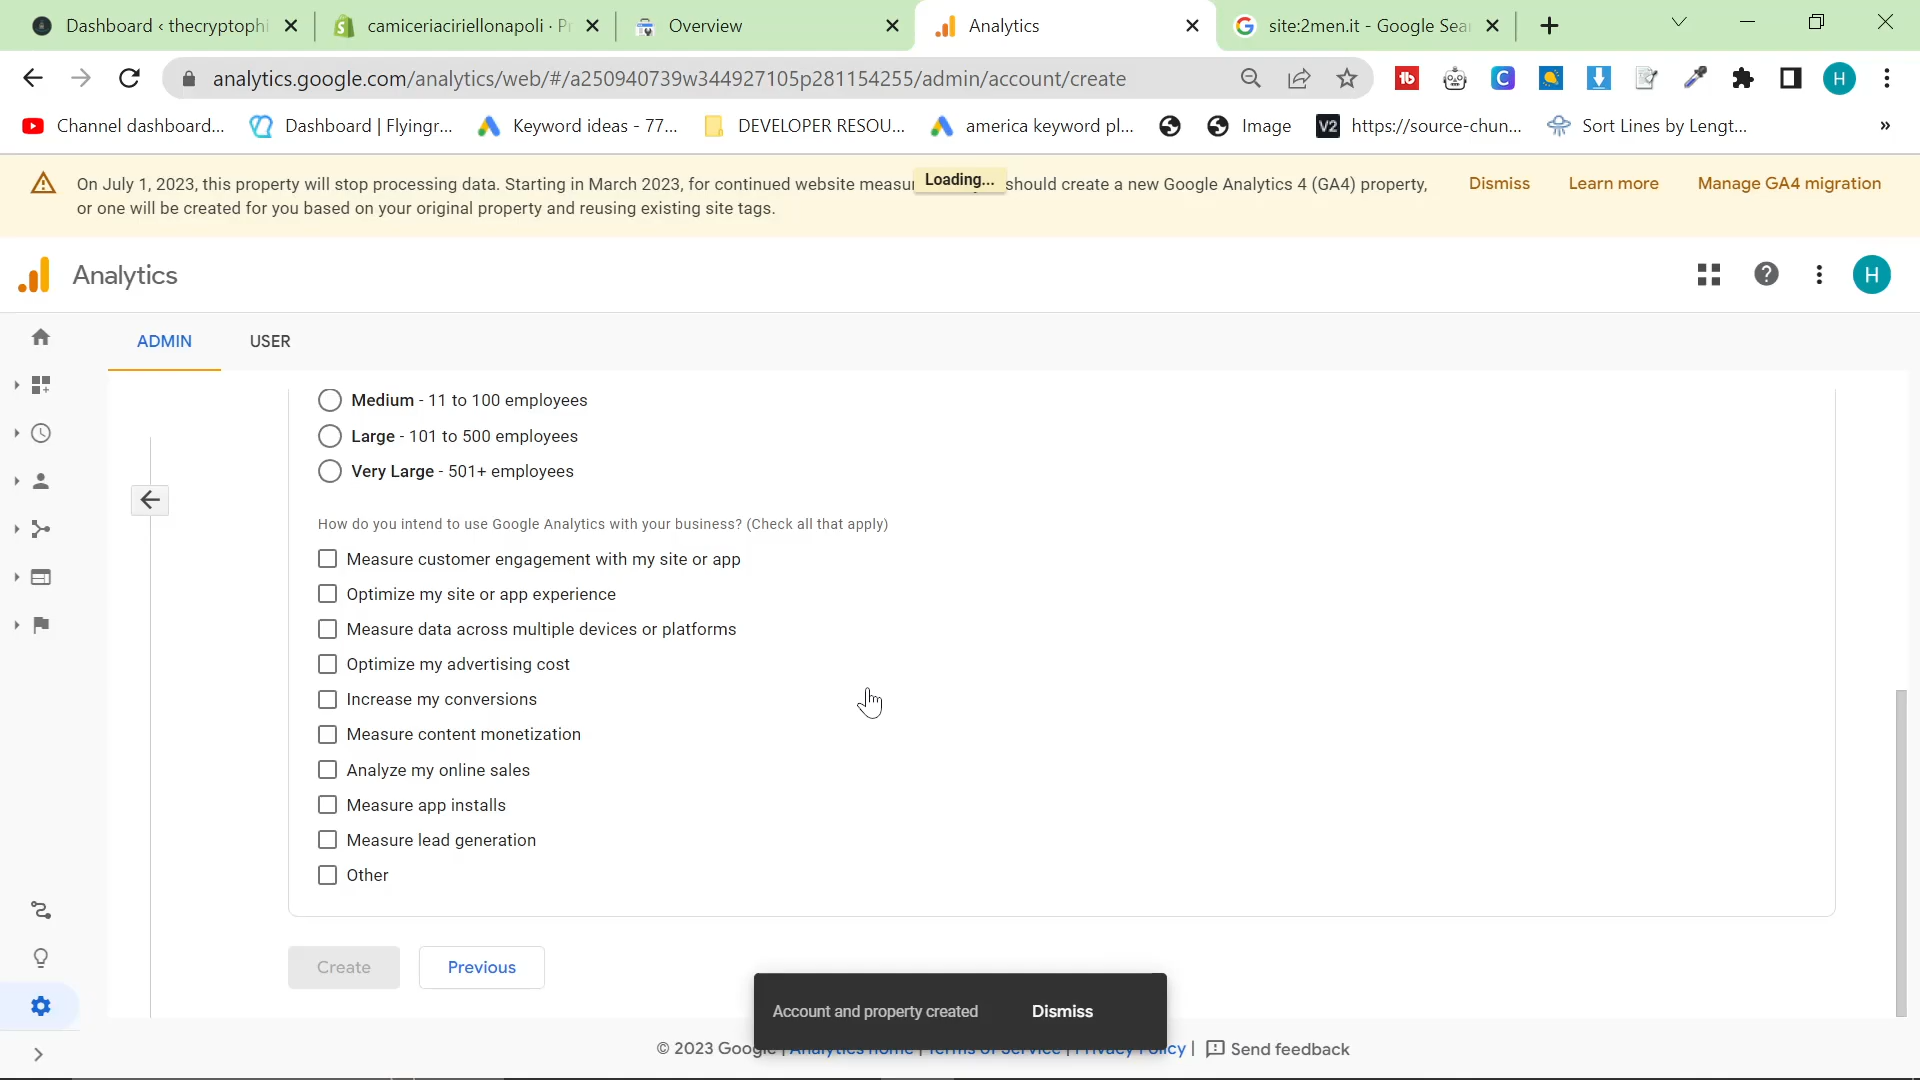 Dashboard ‹ thecryptophi
camiceriaciriellonapoli · Pr
Overview
Analytics
site:2men.it - Google Sea
analytics.google.com/analytics/web/#/a250940739w344927105p281154255/admin/account/create
tb
C
H
Channel dashboard...
Dashboard | Flyingr...
Keyword ideas - 77...
DEVELOPER RESOU...
america keyword pl...
Image
V2
https://source-chun...
Sort Lines by Lengt...
»
On July 1, 2023, this property will stop processing data. Starting in March 2023, for continued website measu
Loading...
should create a new Google Analytics 4 (GA4) property,
Dismiss
Learn more
Manage GA4 migration
or one will be created for you based on your original property and reusing existing site tags.
Analytics
H
ADMIN
USER
Medium - 11 to 100 employees
Large - 101 to 500 employees
Very Large - 501+ employees
How do you intend to use Google Analytics with your business? (Check all that apply)
Measure customer engagement with my site or app
Optimize my site or app experience
Measure data across multiple devices or platforms
Optimize my advertising cost
Increase my conversions
Measure content monetization
Analyze my online sales
Measure app installs
Measure lead generation
Other
Create
Previous
Account and property created
Dismiss
© 2023 Google | Analytics home | Terms of Service | Privacy Policy | Send feedback